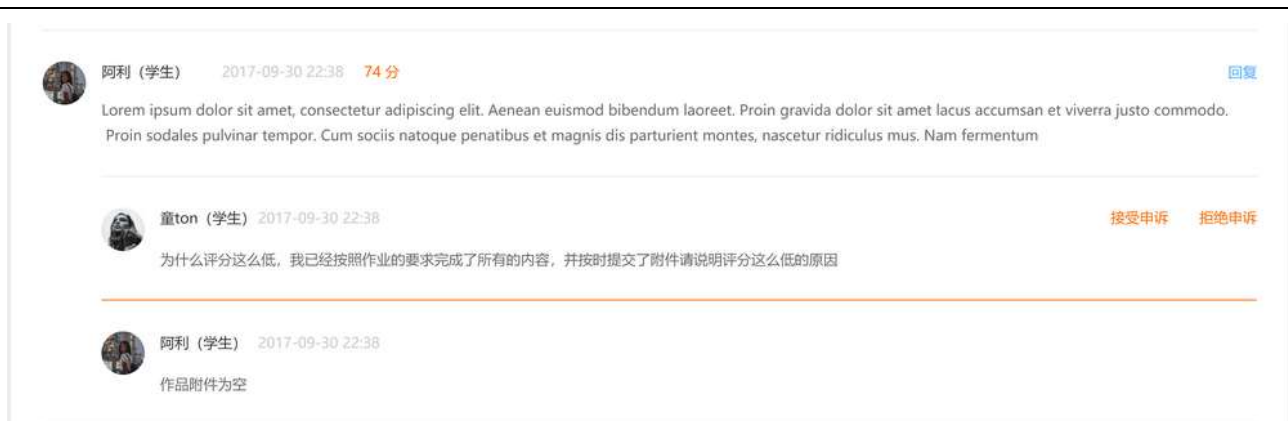 阿利（学生） 2017-09-30 22:38 74 分 回复
Lorem ipsum dolor sit amet, consectetur adipiscing elit. Aenean euismod bibendum laoreet. Proin gravida dolor sit amet lacus accumsan et viverra justo commodo.
Proin sodales pulvinar tempor. Cum sociis natoque penatibus et magnis dis parturient montes, nascetur ridiculus mus. Nam fermentum
童ton（学生） 2017-09-30 22:38 接受申诉 拒绝申诉
为什么评分这么低，我已经按照作业的要求完成了所有的内容，并按时提交了附件请说明评分这么低的原因
阿利（学生） 2017-09-30 22:38
作品附件为空